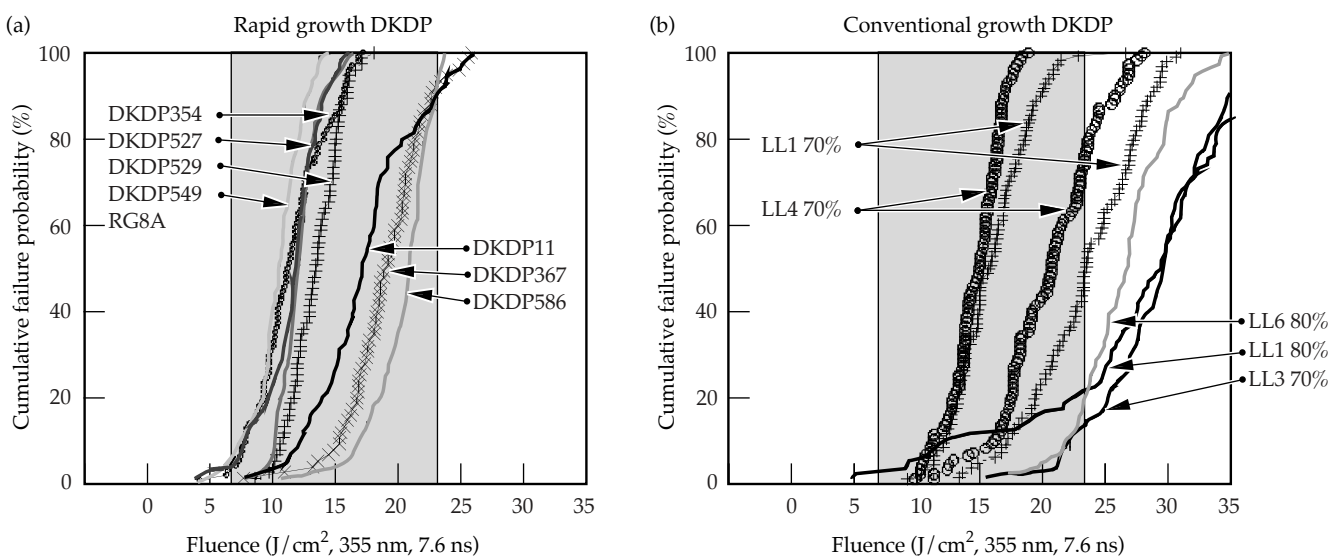 (a)
Rapid growth DKDP
Cumulative failure probability (%)
100
80
60
40
20
0
DKDP354
DKDP527
DKDP529
DKDP549
RG8A
DKDP11
DKDP367
DKDP586
0 5 10 15 20 25 30 35
Fluence (J/cm², 355 nm, 7.6 ns)
(b)
Conventional growth DKDP
Cumulative failure probability (%)
100
80
60
40
20
0
LL1 70%
LL4 70%
LL6 80%
LL1 80%
LL3 70%
0 5 10 15 20 25 30 35
Fluence (J/cm², 355 nm, 7.6 ns)